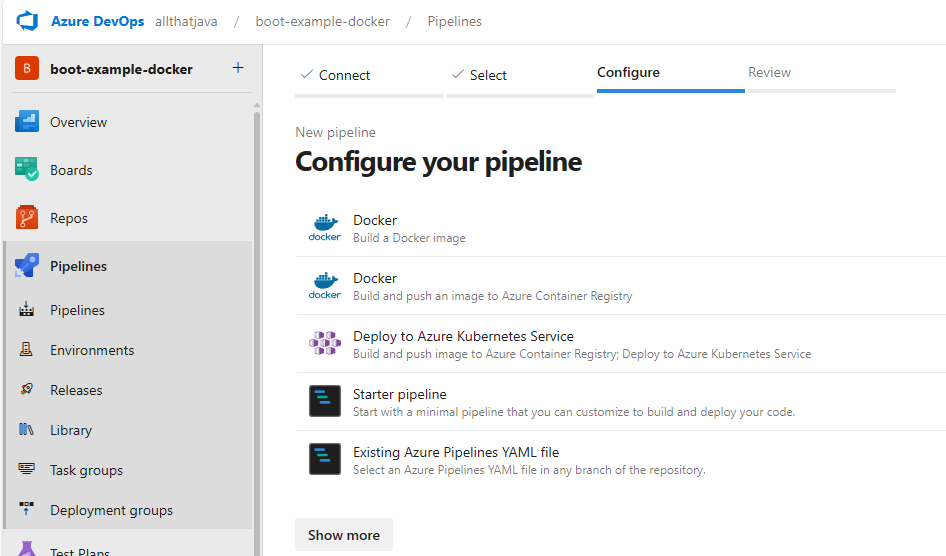 Azure DevOps allthatjava / boot-example-docker / Pipelines
B boot-example-docker +
Overview
Boards
Repos
Pipelines
Pipelines
Environments
Releases
Library
Task groups
Deployment groups
Test Plans
Connect
Select
Configure
Review
New pipeline
Configure your pipeline
docker
Docker
Build a Docker image
docker
Docker
Build and push an image to Azure Container Registry
Deploy to Azure Kubernetes Service
Build and push image to Azure Container Registry; Deploy to Azure Kubernetes Service
Starter pipeline
Start with a minimal pipeline that you can customize to build and deploy your code.
Existing Azure Pipelines YAML file
Select an Azure Pipelines YAML file in any branch of the repository.
Show more